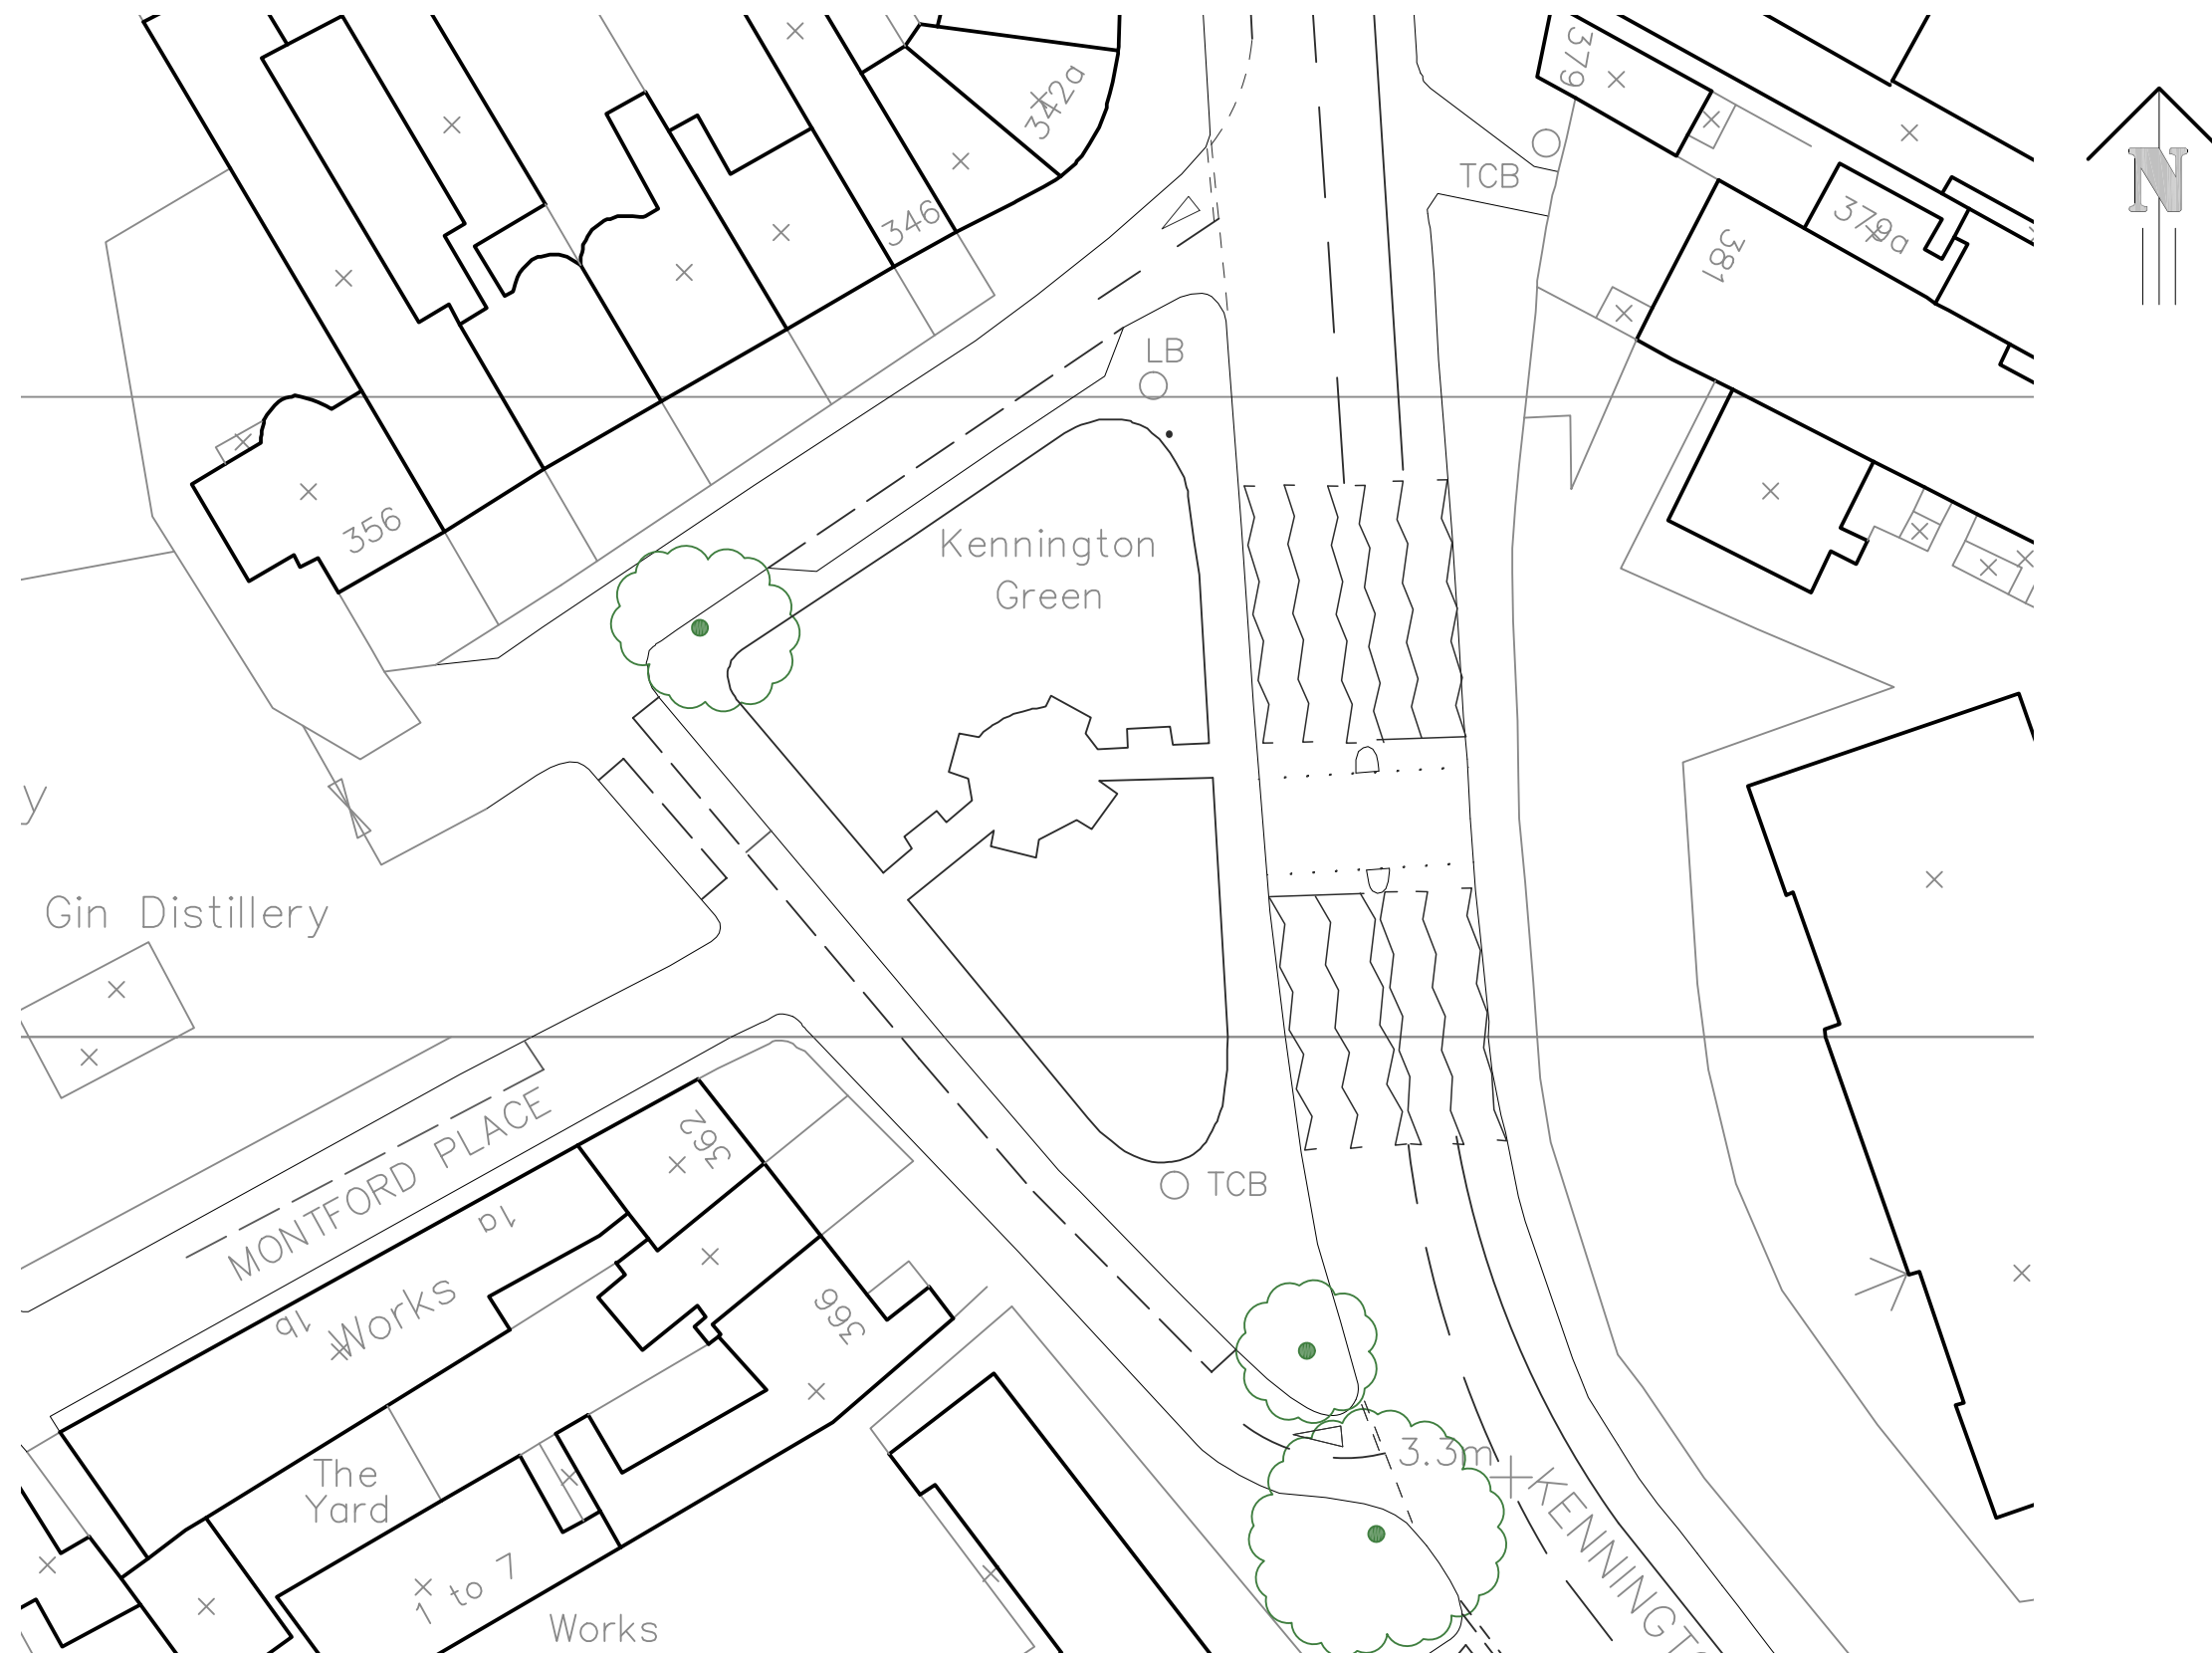 379
342a
TCB
N
346
379a
381
LB
356
Kennington
Green
y
Gin Distillery
MONTFORD PLACE
362
1a
TCB
1b
Works
366
3.3m
The
Yard
KENNINGT
1 to 7
Works